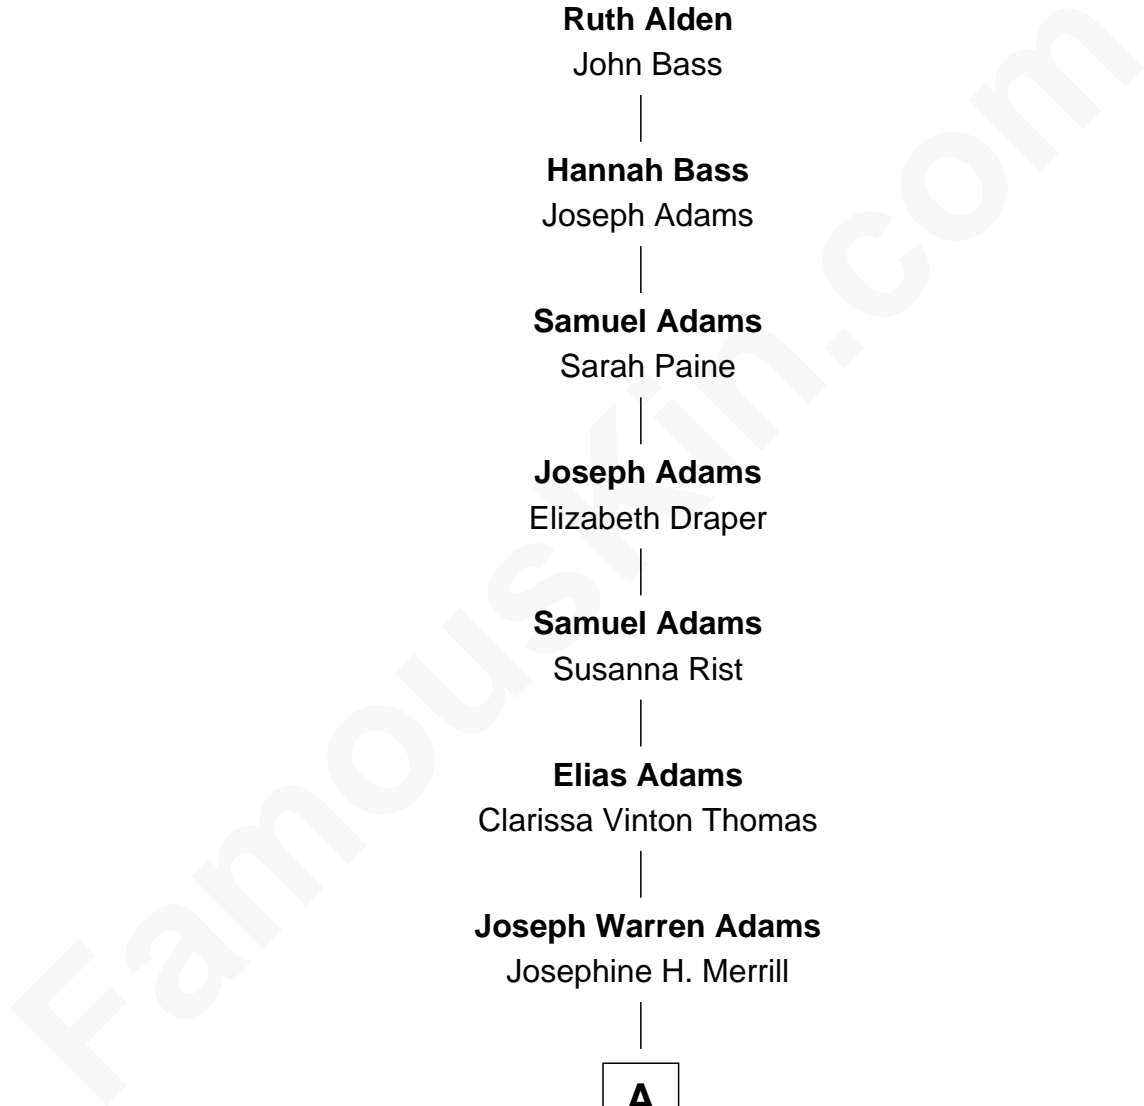 Ruth Alden
John Bass
Hannah Bass
Joseph Adams
Samuel Adams
Sarah Paine
Joseph Adams
Elizabeth Draper
Samuel Adams
Susanna Rist
Elias Adams
Clarissa Vinton Thomas
Joseph Warren Adams
Josephine H. Merrill
A
FamousKin.com